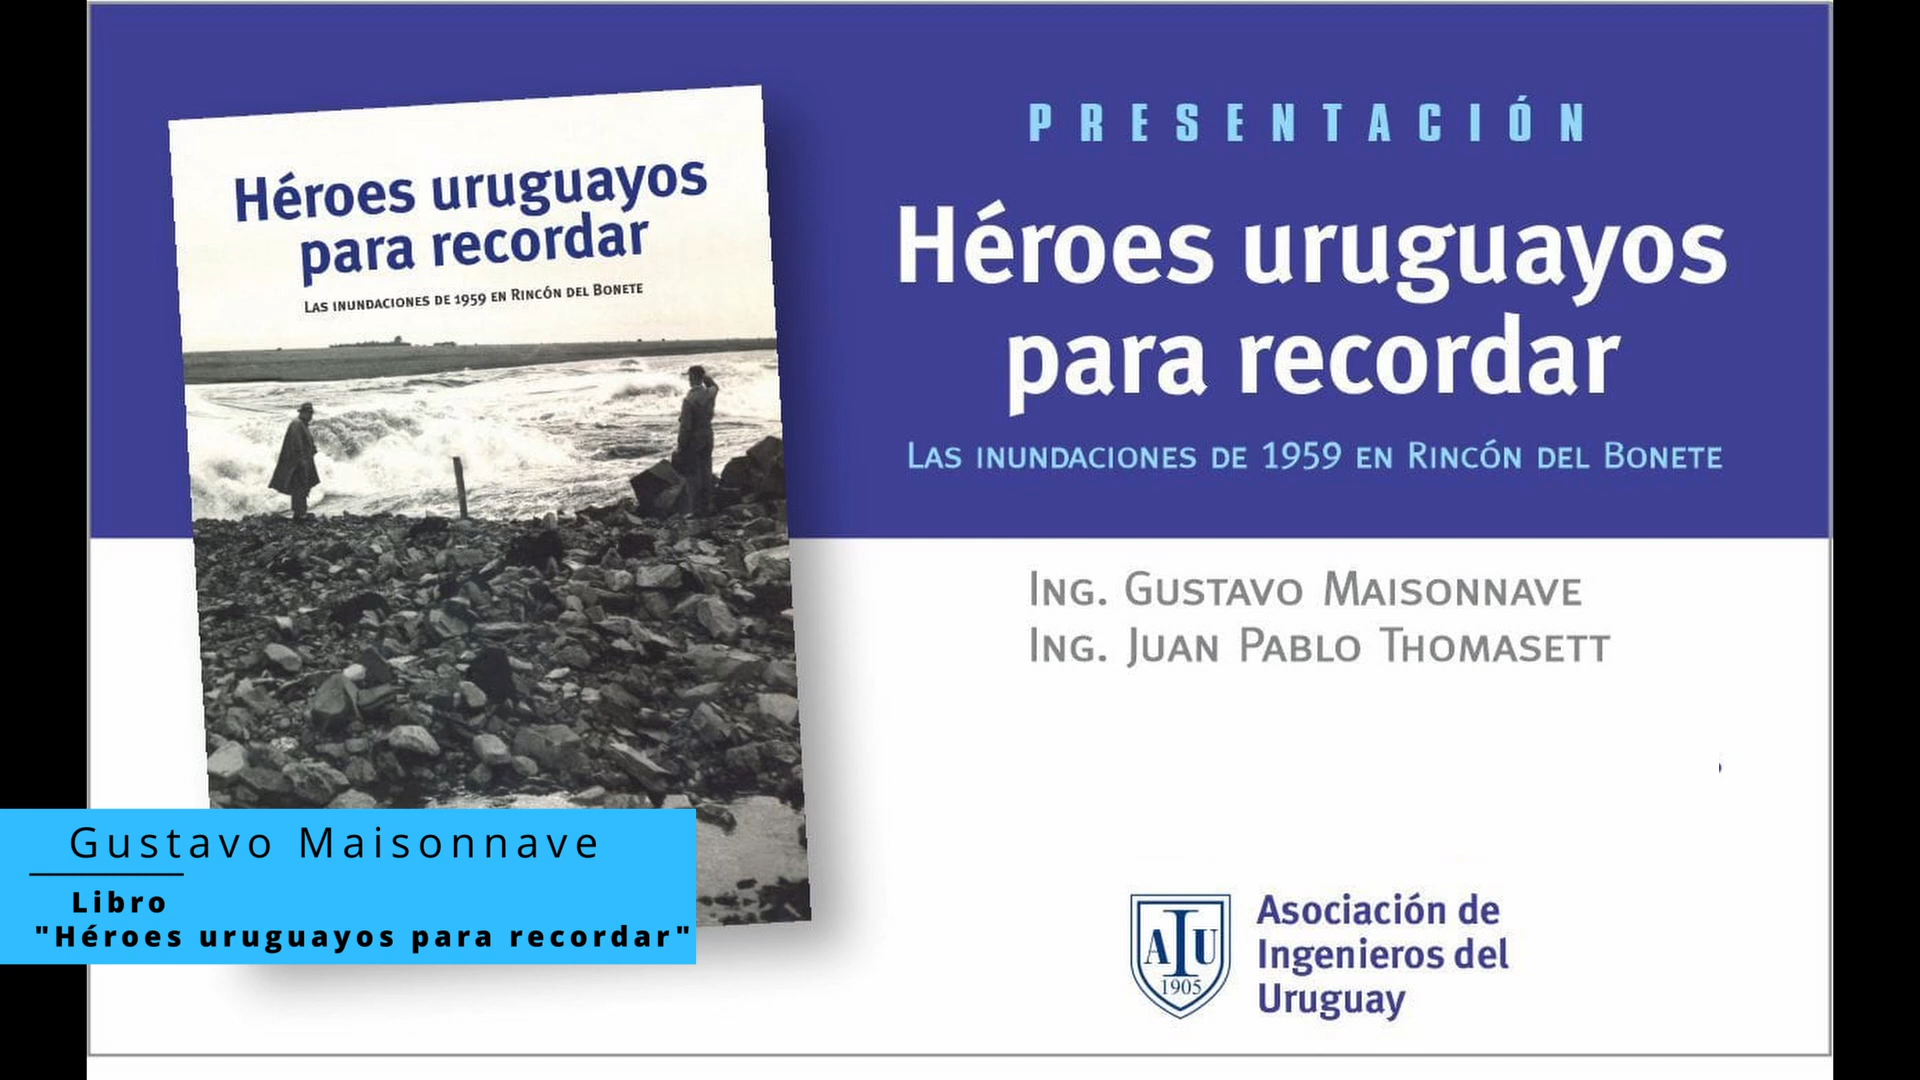 Héroes uruguayos
para recordar
Las inundaciones de 1959 en Rincón del Bonete
PRESENTACIÓN
Héroes uruguayos
para recordar
Las inundaciones de 1959 en Rincón del Bonete
Ing. Gustavo Maisonnave
Ing. Juan Pablo Thomasett
Gustavo Maisonnave
Libro
"Héroes uruguayos para recordar"
AIU
1905
Asociación de
Ingenieros del
Uruguay